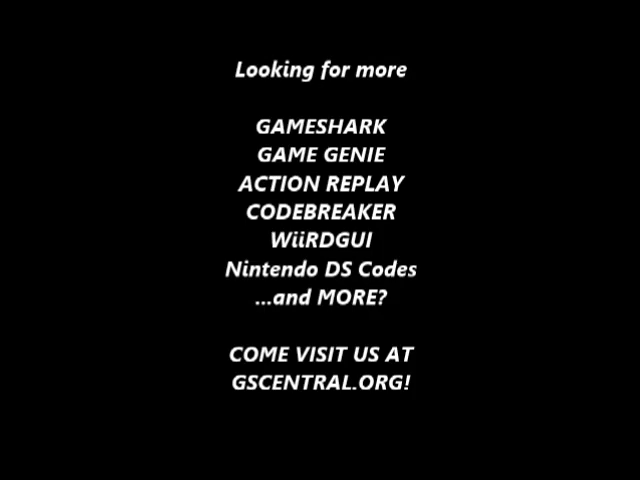 Looking for more
GAMESHARK
GAME GENIE
ACTION REPLAY
CODEBREAKER
WiiRDGUI
Nintendo DS Codes
...and MORE?
COME VISIT US AT
GSCENTRAL.ORG!